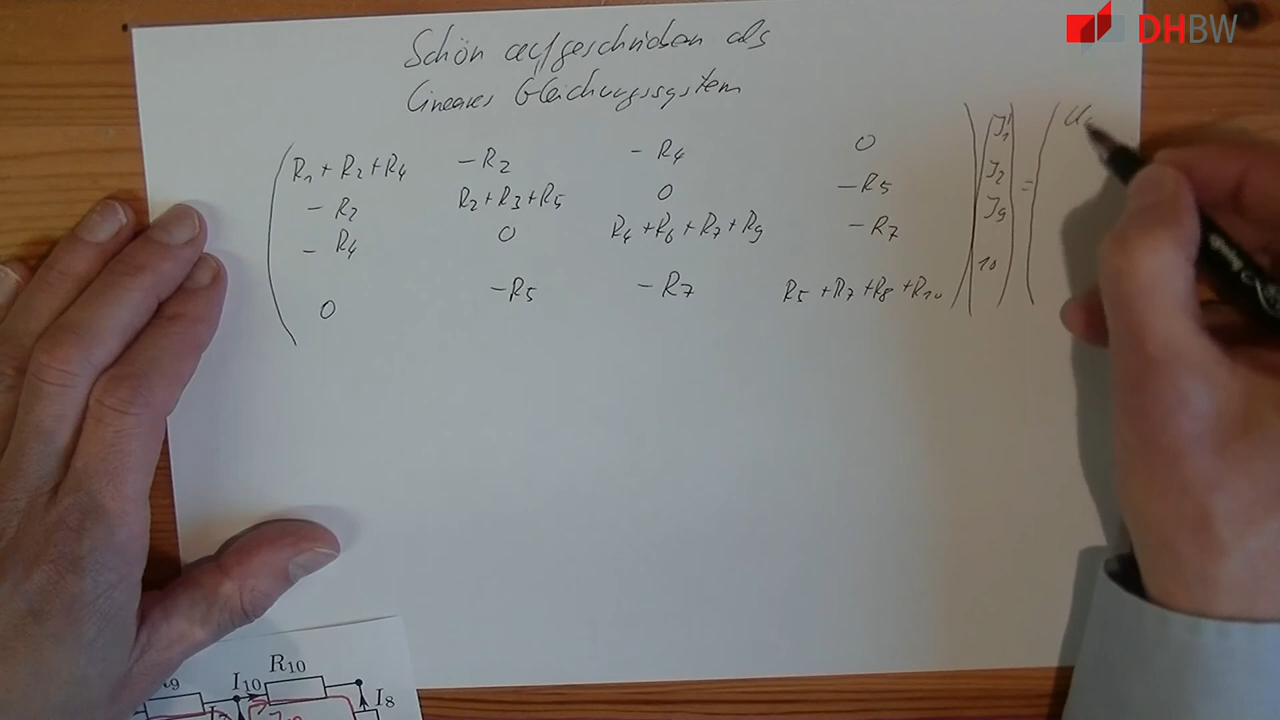 DHBW
Schön aufgeschrieben als
Lineares Gleichungssystem
R1 + R2 + R4 -R2 -R4 0 J1
-R2 R2+R3+R5 0 -R5 J2 =
-R4 0 R4+R6+R7+R9 -R7 J9
0 -R5 -R7 R5+R7+R8+R10 10
R10
I10
I8